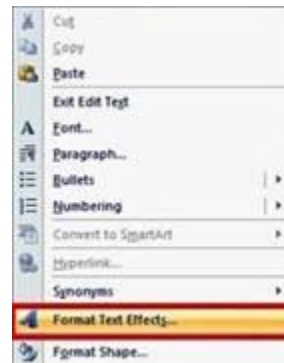 Cut
Copy
Paste
Exit Edit Text
Font...
Paragraph...
Bullets
Numbering
Convert to SmartArt
Hyperlink...
Synonyms
Format Text Effects...
Format Shape...